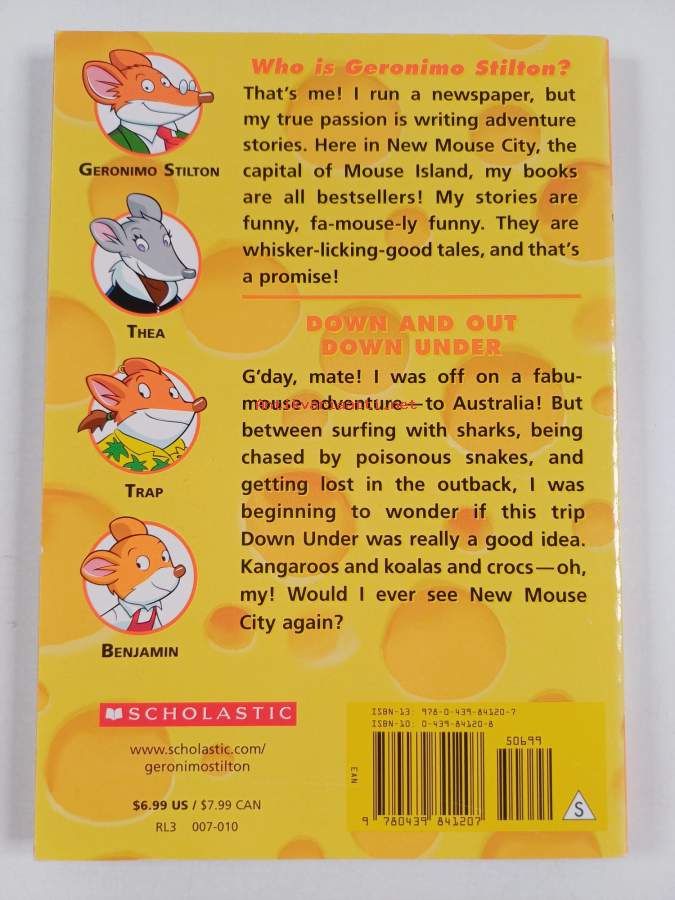 Who is Geronimo Stilton?
That's me! I run a newspaper, but
my true passion is writing adventure
stories. Here in New Mouse City, the
capital of Mouse Island, my books
are all bestsellers! My stories are
funny, fa-mouse-ly funny. They are
whisker-licking-good tales, and that's
a promise!
GERONIMO STILTON
THEA
TRAP
BENJAMIN
DOWN AND OUT
DOWN UNDER
G'day, mate! I was off on a fabu-
mouse adventure—to Australia! But
between surfing with sharks, being
chased by poisonous snakes, and
getting lost in the outback, I was
beginning to wonder if this trip
Down Under was really a good idea.
Kangaroos and koalas and crocs—oh,
my! Would I ever see New Mouse
City again?
SCHOLASTIC
www.scholastic.com/
geronimostilton
$6.99 US / $7.99 CAN
RL3 007-010
ISBN-13: 978-0-439-84120-7
ISBN-10: 0-439-84120-8
50699
EAN
9 780439 841207
S